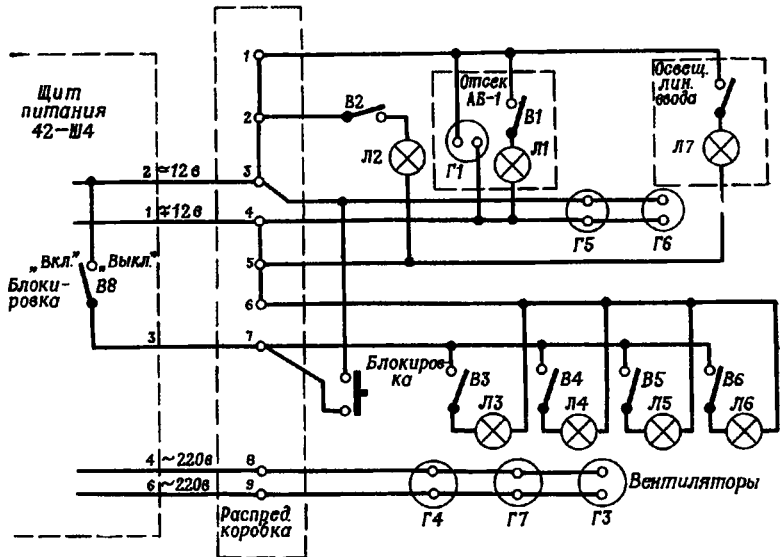 Щит
питания
42-Ш4
2 ≃12в
1 ≂12в
„Вкл."
„Выкл."
В8
Блоки-
ровка
3
4 ~220в
6 ~220в
1
2
3
4
5
6
7
8
9
Распред.
коробка
В2
Л2
Отсек
АБ-1
В1
Г1
Л1
Освещ.
лин.
ввода
Л7
Г5
Г6
Блокиров-
ка
В3
Л3
В4
Л4
В5
Л5
В6
Л6
Г4
Г7
Г3
Вентиляторы